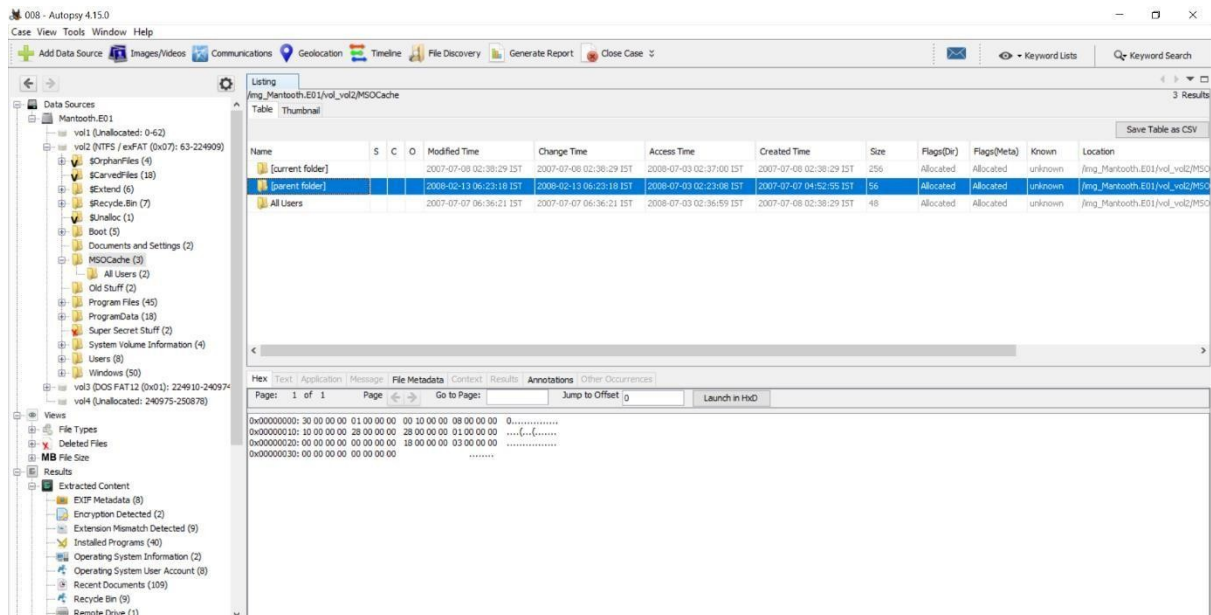 008 - Autopsy 4.15.0
Case View Tools Window Help
Add Data Source Images/Videos Communications Geolocation Timeline File Discovery Generate Report Close Case Keyword Lists Keyword Search
Data Sources
Mantooth.E01
vol1 (Unallocated: 0-62)
vol2 (NTFS / exFAT (0x07): 63-224909)
$OrphanFiles (4)
$CarvedFiles (18)
$Extend (6)
$Recycle.Bin (7)
$Unalloc (1)
Boot (5)
Documents and Settings (2)
MSOCache (3)
All Users (2)
Old Stuff (2)
Program Files (45)
ProgramData (18)
Super Secret Stuff (2)
System Volume Information (4)
Users (8)
Windows (50)
vol3 (DOS FAT12 (0x01): 224910-240974
vol4 (Unallocated: 240975-250878)
Views
File Types
Deleted Files
MB File Size
Results
Extracted Content
EXIF Metadata (8)
Encryption Detected (2)
Extension Mismatch Detected (9)
Installed Programs (40)
Operating System Information (2)
Operating System User Account (8)
Recent Documents (109)
Recycle Bin (9)
Remote Drive (1)
Listing
/img_Mantooth.E01/vol_vol2/MSOCache
3 Results
Table Thumbnail
Save Table as CSV
Name S C O Modified Time Change Time Access Time Created Time Size Flags(Dir) Flags(Meta) Known Location
[current folder] 2007-07-08 02:38:29 IST 2007-07-08 02:38:29 IST 2008-07-03 02:37:00 IST 2007-07-08 02:38:29 IST 256 Allocated Allocated unknown /img_Mantooth.E01/vol_vol2/MSO
[parent folder] 2008-02-13 06:23:18 IST 2008-02-13 06:23:18 IST 2008-07-03 02:23:08 IST 2007-07-07 04:52:55 IST 56 Allocated Allocated unknown /img_Mantooth.E01/vol_vol2/MSO
All Users 2007-07-07 06:36:21 IST 2007-07-07 06:36:21 IST 2008-07-03 02:36:59 IST 2007-07-08 02:38:29 IST 48 Allocated Allocated unknown /img_Mantooth.E01/vol_vol2/MSO
Hex Text Application Message File Metadata Context Results Annotations Other Occurrences
Page: 1 of 1 Page Go to Page: Jump to Offset 0 Launch in HxD
0x00000000: 30 00 00 00 01 00 00 00 00 10 00 00 08 00 00 00 0...............
0x00000010: 10 00 00 00 28 00 00 00 28 00 00 00 01 00 00 00 ....(...(.......
0x00000020: 00 00 00 00 00 00 00 00 18 00 00 00 03 00 00 00 ................
0x00000030: 00 00 00 00 00 00 00 00 ........